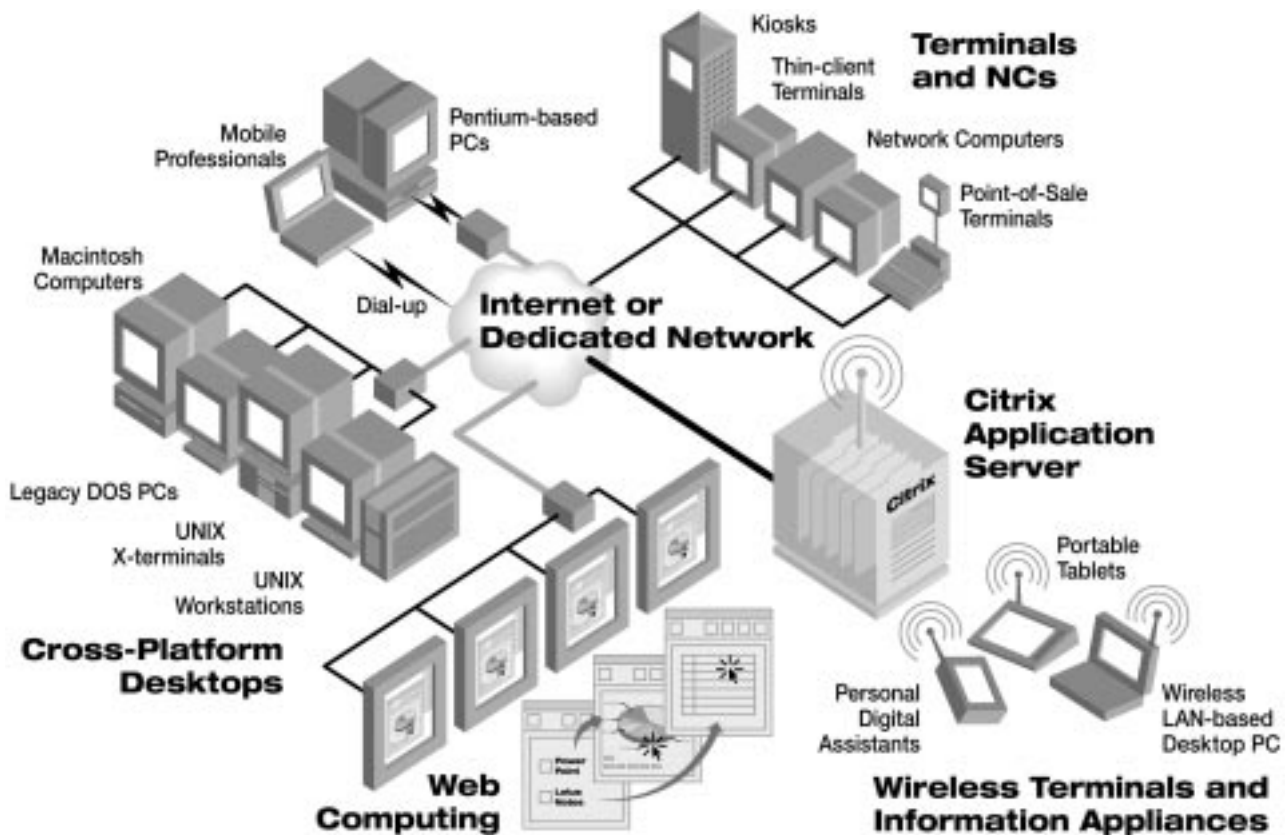 Kiosks
Terminals
and NCs
Thin-client
Terminals
Pentium-based
PCs
Mobile
Professionals
Network Computers
Point-of-Sale
Terminals
Macintosh
Computers
Dial-up
Internet or
Dedicated Network
Citrix
Application
Server
Citrix
Legacy DOS PCs
UNIX
X-terminals
UNIX
Workstations
Portable
Tablets
Cross-Platform
Desktops
Personal
Digital
Assistants
Wireless
LAN-based
Desktop PC
Power
Point
Lotus
Notes
Web
Computing
Wireless Terminals and
Information Appliances